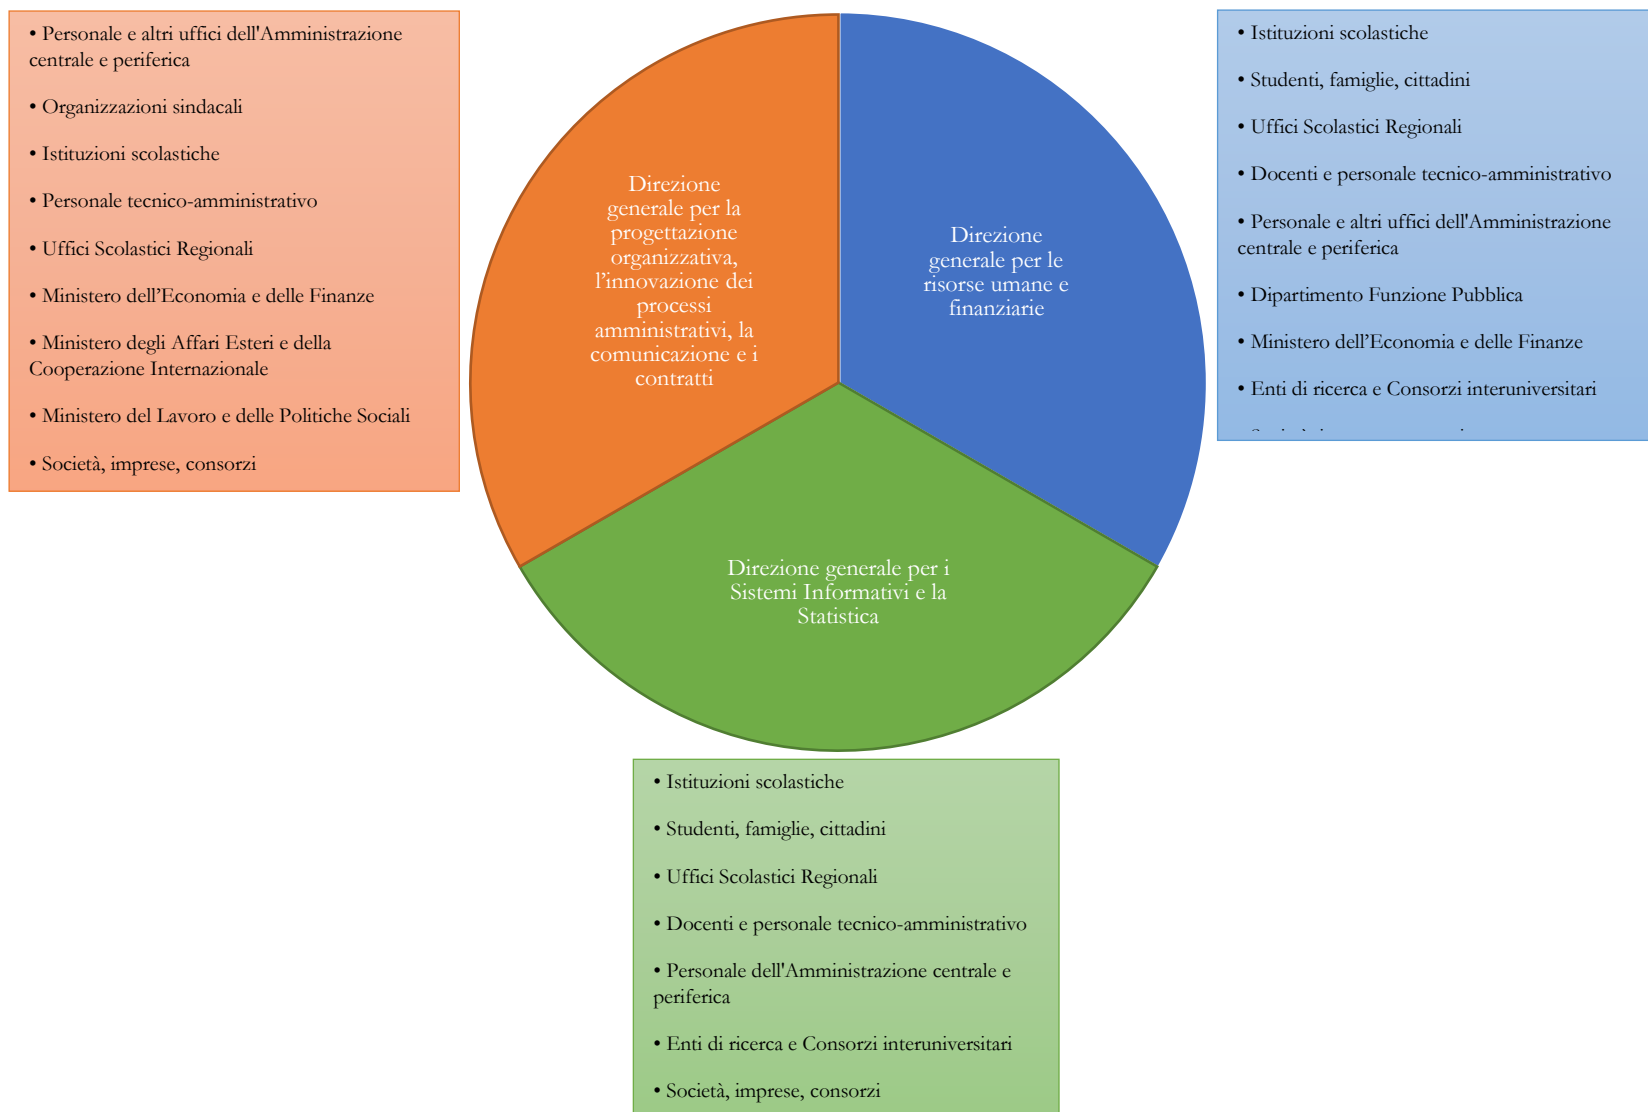 • Personale e altri uffici dell'Amministrazione
centrale e periferica
• Organizzazioni sindacali
• Istituzioni scolastiche
• Personale tecnico-amministrativo
• Uffici Scolastici Regionali
• Ministero dell’Economia e delle Finanze
• Ministero degli Affari Esteri e della
Cooperazione Internazionale
• Ministero del Lavoro e delle Politiche Sociali
• Società, imprese, consorzi
Direzione
generale per la
progettazione
organizzativa,
l’innovazione dei
processi
amministrativi, la
comunicazione e i
contratti
Direzione
generale per le
risorse umane e
finanziarie
• Istituzioni scolastiche
• Studenti, famiglie, cittadini
• Uffici Scolastici Regionali
• Docenti e personale tecnico-amministrativo
• Personale e altri uffici dell'Amministrazione
centrale e periferica
• Dipartimento Funzione Pubblica
• Ministero dell’Economia e delle Finanze
• Enti di ricerca e Consorzi interuniversitari
Direzione generale per i
Sistemi Informativi e la
Statistica
• Istituzioni scolastiche
• Studenti, famiglie, cittadini
• Uffici Scolastici Regionali
• Docenti e personale tecnico-amministrativo
• Personale dell'Amministrazione centrale e
periferica
• Enti di ricerca e Consorzi interuniversitari
• Società, imprese, consorzi